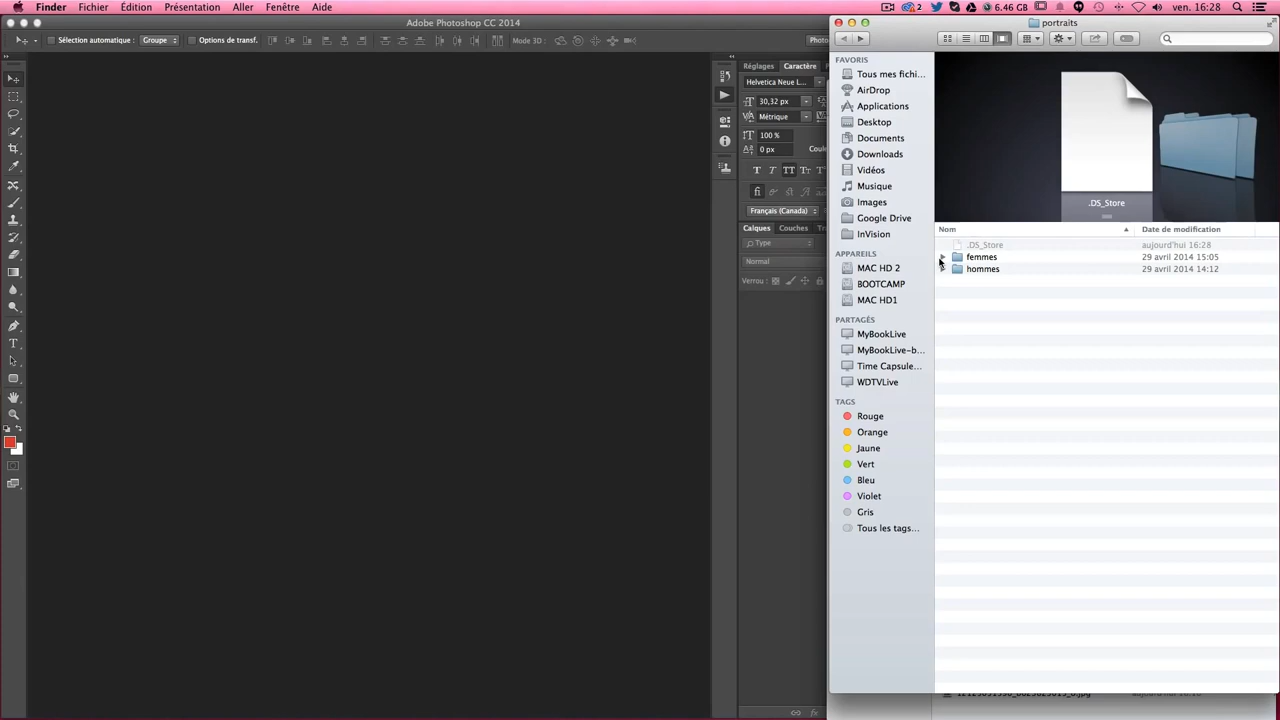 Finder Fichier Édition Présentation Aller Fenêtre Aide
2 6.46 GB ven. 16:28
Adobe Photoshop CC 2014
portraits
Sélection automatique : Groupe Options de transf. Mode 3D : Photo
Réglages Caractère
Helvetica Neue L...
30,32 px
Métrique
100 %
0 px Coule
Français (Canada)
Calques Couches Tracés
Type
Normal
Verrou :
FAVORIS
Tous mes fichi...
AirDrop
Applications
Desktop
Documents
Downloads
Vidéos
Musique
Images
Google Drive
InVision
APPAREILS
MAC HD 2
BOOTCAMP
MAC HD1
PARTAGÉS
MyBookLive
MyBookLive-b...
Time Capsule...
WDTVLive
TAGS
Rouge
Orange
Jaune
Vert
Bleu
Violet
Gris
Tous les tags...
.DS_Store
Nom Date de modification
.DS_Store aujourd'hui 16:28
femmes 29 avril 2014 15:05
hommes 29 avril 2014 14:12